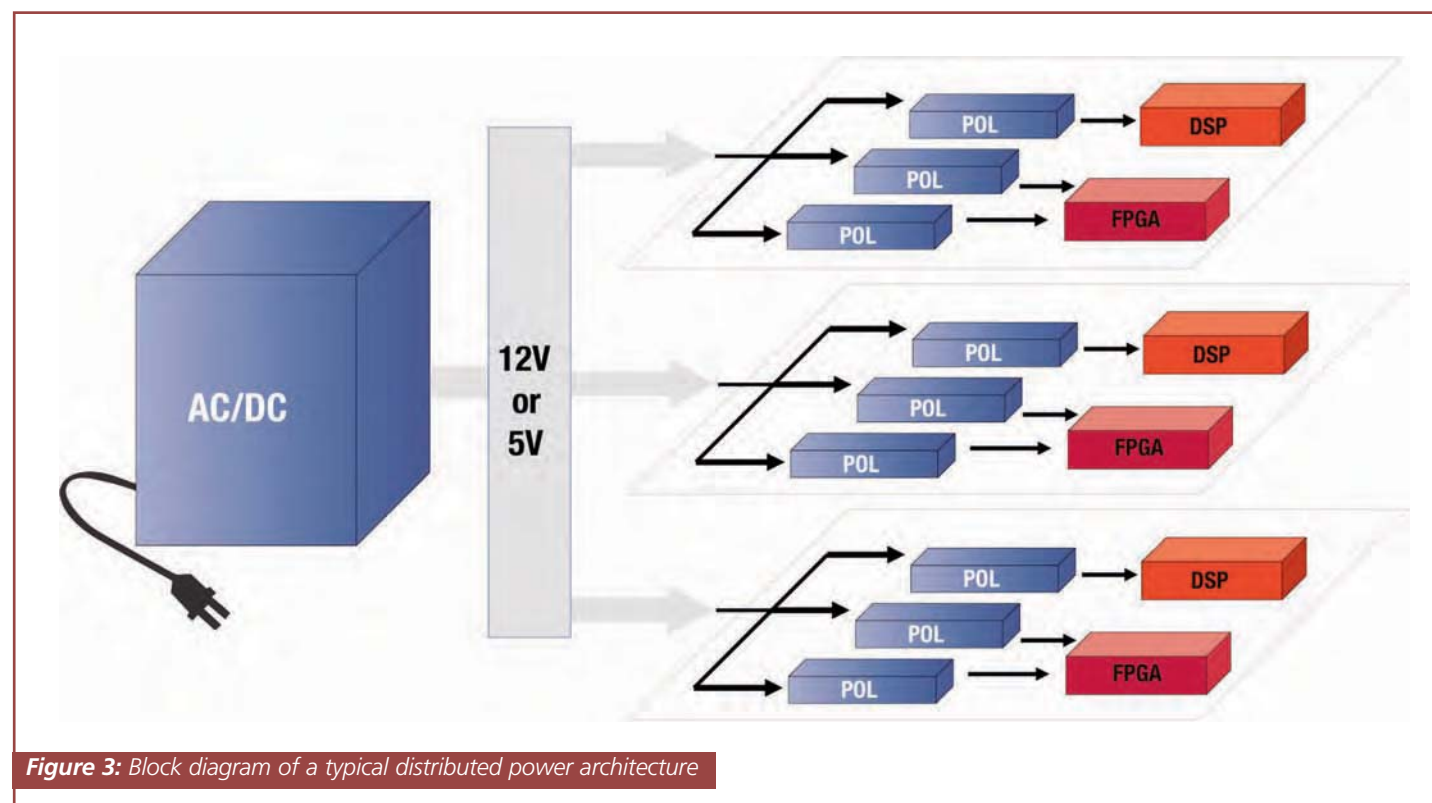 AC/DC
12V
or
5V
POL
DSP
POL
FPGA
POL
POL
DSP
POL
FPGA
POL
POL
DSP
POL
FPGA
POL
Figure 3: Block diagram of a typical distributed power architecture